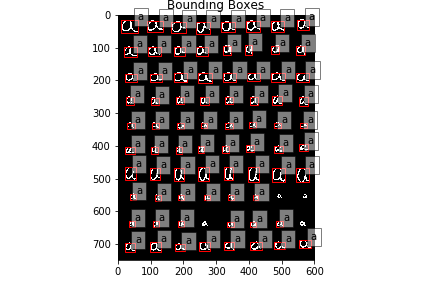 Bounding Boxes
0 a a a a a a a a
100 a a a a a a a a
a a a a a a a a
200 a a a a a a a a
300 a a a a a a a a
400 a a a a a a a a
a a a a a a a a
500 a a a a a a
600 a a a a a a
700 a a a a a a a a
0 100 200 300 400 500 600